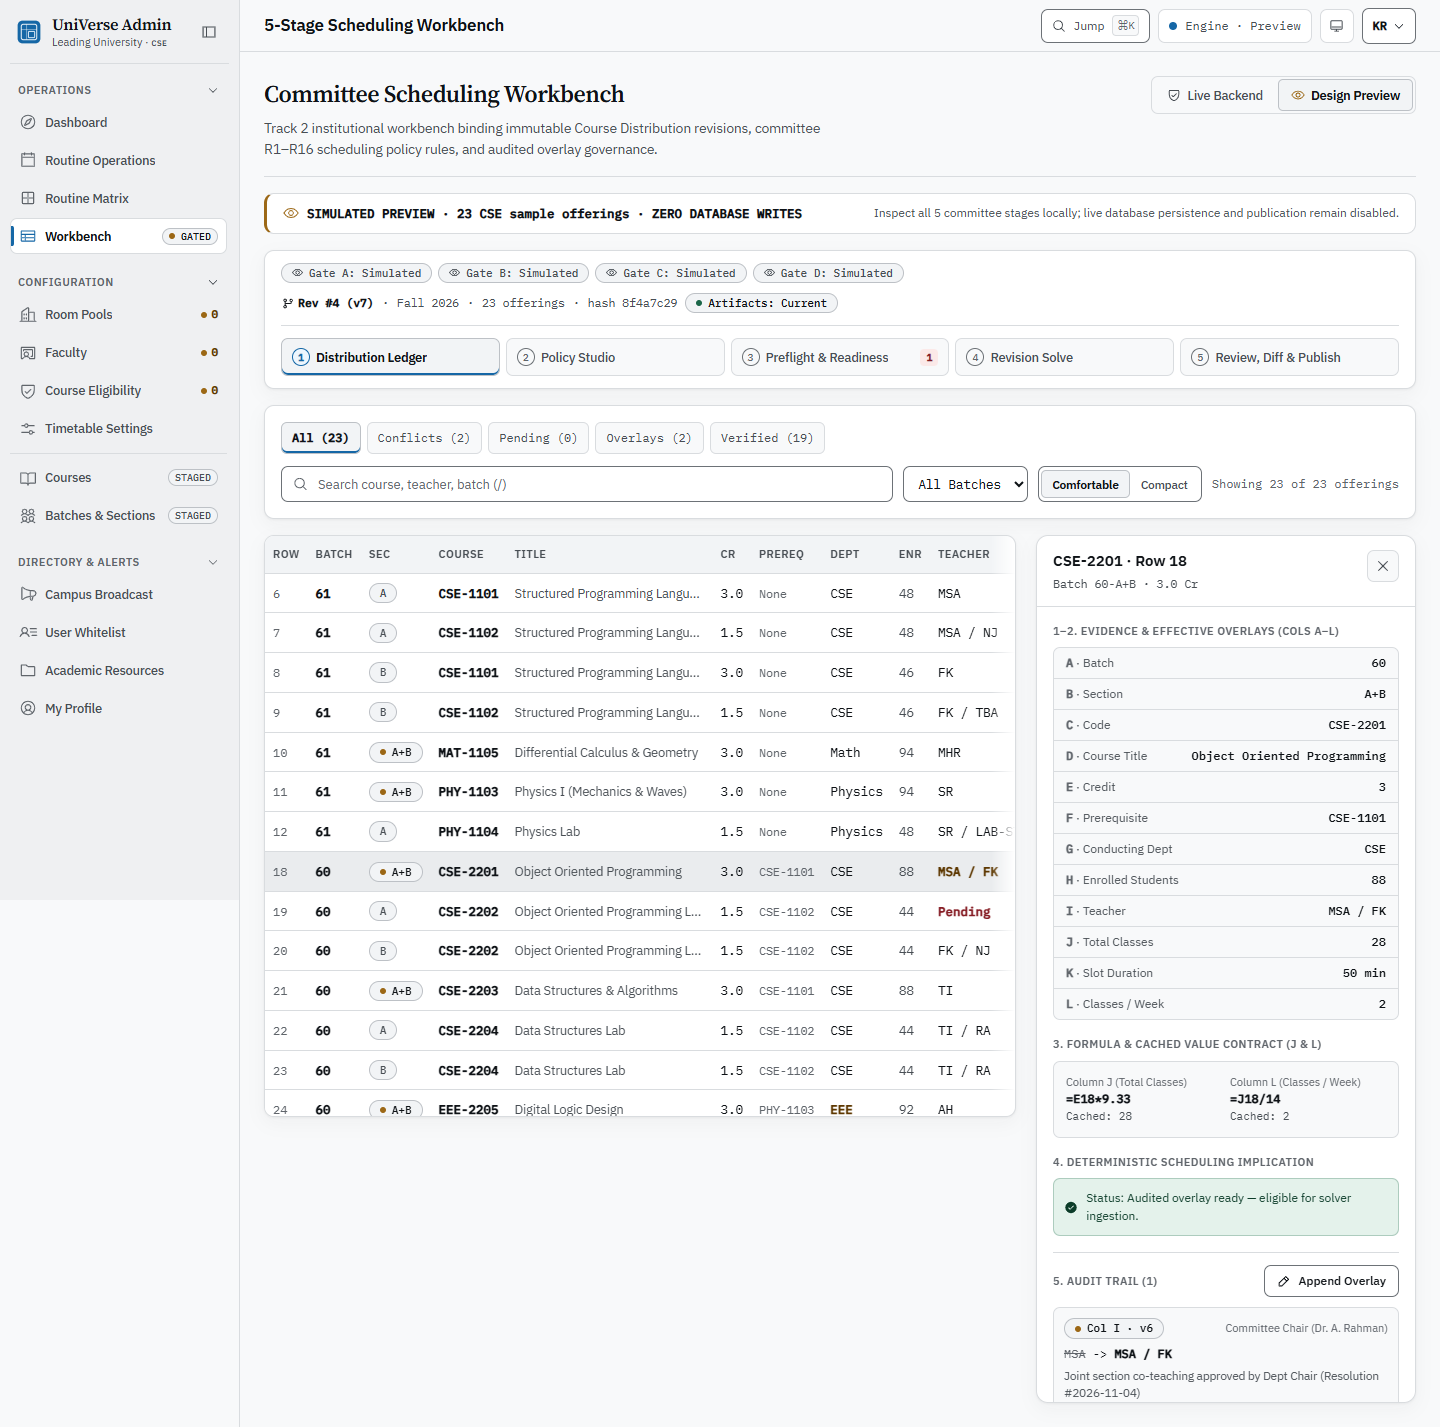 UniVerse Admin
Leading University · CSE
OPERATIONS
Dashboard
Routine Operations
Routine Matrix
Workbench GATED
CONFIGURATION
Room Pools 0
Faculty 0
Course Eligibility 0
Timetable Settings
Courses STAGED
Batches & Sections STAGED
DIRECTORY & ALERTS
Campus Broadcast
User Whitelist
Academic Resources
My Profile
5-Stage Scheduling Workbench
Jump ⌘K
Engine · Preview
KR
Committee Scheduling Workbench
Track 2 institutional workbench binding immutable Course Distribution revisions, committee
R1–R16 scheduling policy rules, and audited overlay governance.
Live Backend
Design Preview
SIMULATED PREVIEW · 23 CSE sample offerings · ZERO DATABASE WRITES
Inspect all 5 committee stages locally; live database persistence and publication remain disabled.
Gate A: Simulated Gate B: Simulated Gate C: Simulated Gate D: Simulated
Rev #4 (v7) · Fall 2026 · 23 offerings · hash 8f4a7c29 Artifacts: Current
1 Distribution Ledger
2 Policy Studio
3 Preflight & Readiness 1
4 Revision Solve
5 Review, Diff & Publish
All (23) Conflicts (2) Pending (0) Overlays (2) Verified (19)
Search course, teacher, batch (/)
All Batches
Comfortable Compact
Showing 23 of 23 offerings
ROW BATCH SEC COURSE TITLE CR PREREQ DEPT ENR TEACHER
6 61 A CSE-1101 Structured Programming Langu... 3.0 None CSE 48 MSA
7 61 A CSE-1102 Structured Programming Langu... 1.5 None CSE 48 MSA / NJ
8 61 B CSE-1101 Structured Programming Langu... 3.0 None CSE 46 FK
9 61 B CSE-1102 Structured Programming Langu... 1.5 None CSE 46 FK / TBA
10 61 A+B MAT-1105 Differential Calculus & Geometry 3.0 None Math 94 MHR
11 61 A+B PHY-1103 Physics I (Mechanics & Waves) 3.0 None Physics 94 SR
12 61 A PHY-1104 Physics Lab 1.5 None Physics 48 SR / LAB-S
18 60 A+B CSE-2201 Object Oriented Programming 3.0 CSE-1101 CSE 88 MSA / FK
19 60 A CSE-2202 Object Oriented Programming L... 1.5 CSE-1102 CSE 44 Pending
20 60 B CSE-2202 Object Oriented Programming L... 1.5 CSE-1102 CSE 44 FK / NJ
21 60 A+B CSE-2203 Data Structures & Algorithms 3.0 CSE-1101 CSE 88 TI
22 60 A CSE-2204 Data Structures Lab 1.5 CSE-1102 CSE 44 TI / RA
23 60 B CSE-2204 Data Structures Lab 1.5 CSE-1102 CSE 44 TI / RA
24 60 A+B EEE-2205 Digital Logic Design 3.0 PHY-1103 EEE 92 AH
CSE-2201 · Row 18
Batch 60-A+B · 3.0 Cr
1–2. EVIDENCE & EFFECTIVE OVERLAYS (COLS A–L)
A · Batch 60
B · Section A+B
C · Code CSE-2201
D · Course Title Object Oriented Programming
E · Credit 3
F · Prerequisite CSE-1101
G · Conducting Dept CSE
H · Enrolled Students 88
I · Teacher MSA / FK
J · Total Classes 28
K · Slot Duration 50 min
L · Classes / Week 2
3. FORMULA & CACHED VALUE CONTRACT (J & L)
Column J (Total Classes) Column L (Classes / Week)
=E18*9.33 =J18/14
Cached: 28 Cached: 2
4. DETERMINISTIC SCHEDULING IMPLICATION
Status: Audited overlay ready — eligible for solver
ingestion.
5. AUDIT TRAIL (1)
Append Overlay
Col I · v6
Committee Chair (Dr. A. Rahman)
MSA -> MSA / FK
Joint section co-teaching approved by Dept Chair (Resolution
#2026-11-04)